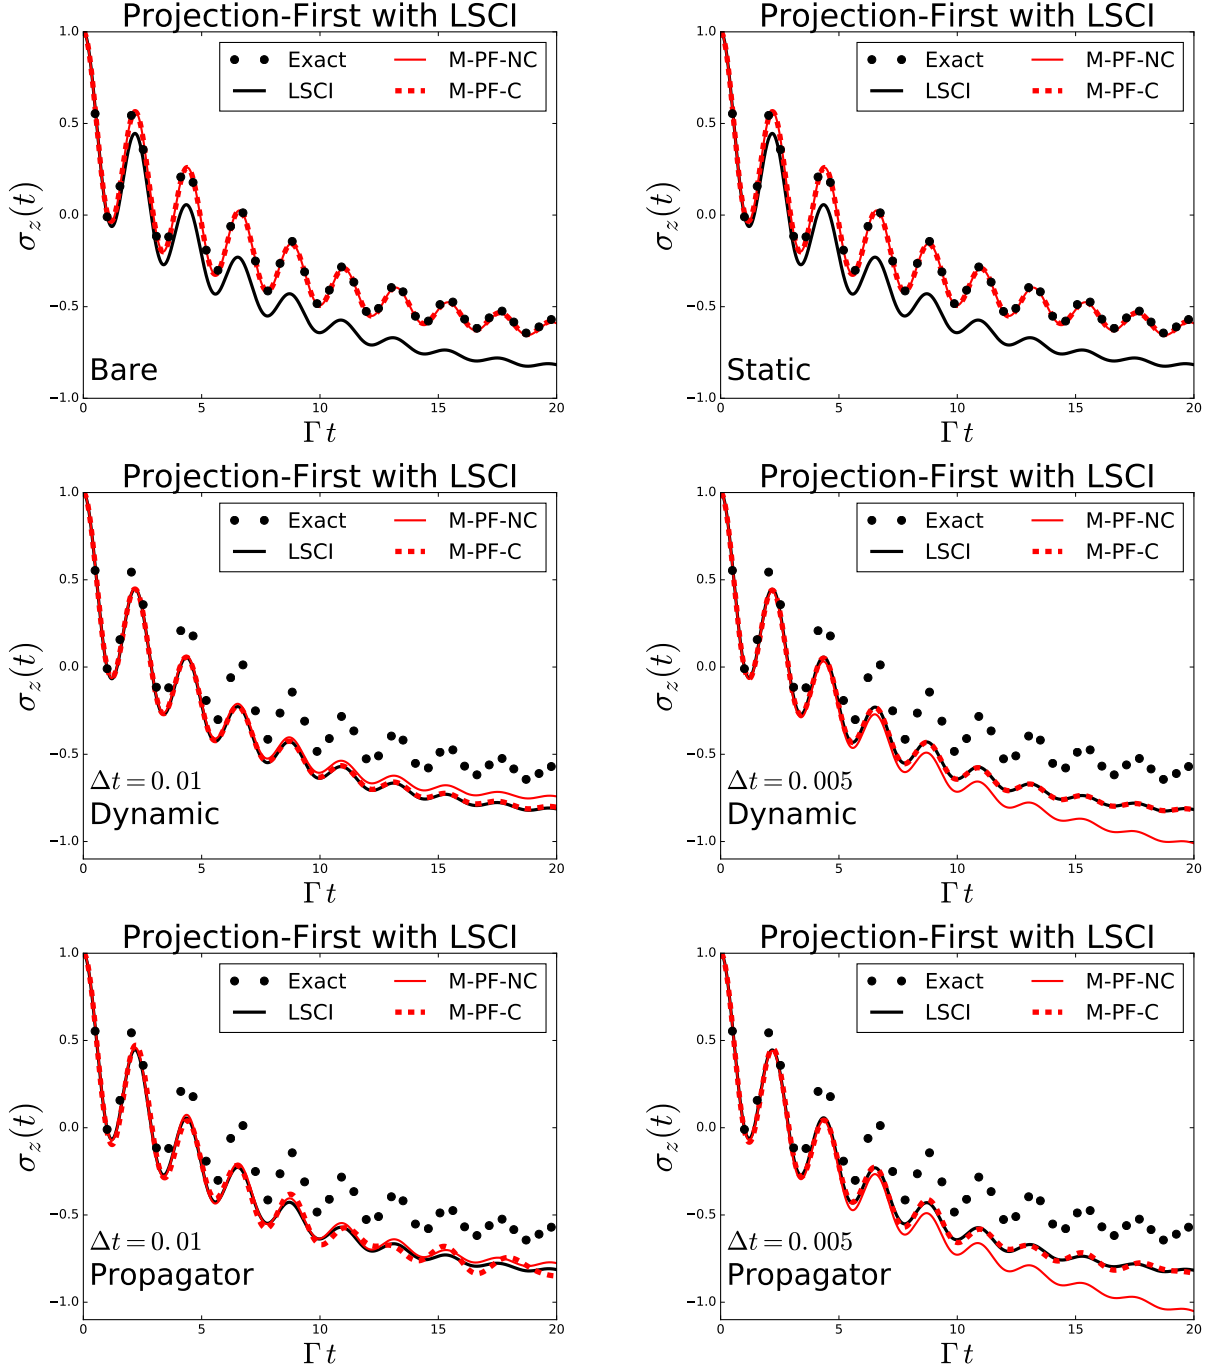 Projection-First with LSCI
Exact
M-PF-NC
LSCI
M-PF-C
1.0
0.5
0.0
−0.5
−1.0
σz(t)
Bare
0 5 10 15 20
Γ t
Projection-First with LSCI
Exact
M-PF-NC
LSCI
M-PF-C
1.0
0.5
0.0
−0.5
−1.0
σz(t)
Static
0 5 10 15 20
Γ t
Projection-First with LSCI
Exact
M-PF-NC
LSCI
M-PF-C
1.0
0.5
0.0
−0.5
−1.0
σz(t)
Δt = 0.01
Dynamic
0 5 10 15 20
Γ t
Projection-First with LSCI
Exact
M-PF-NC
LSCI
M-PF-C
1.0
0.5
0.0
−0.5
−1.0
σz(t)
Δt = 0.005
Dynamic
0 5 10 15 20
Γ t
Projection-First with LSCI
Exact
M-PF-NC
LSCI
M-PF-C
1.0
0.5
0.0
−0.5
−1.0
σz(t)
Δt = 0.01
Propagator
0 5 10 15 20
Γ t
Projection-First with LSCI
Exact
M-PF-NC
LSCI
M-PF-C
1.0
0.5
0.0
−0.5
−1.0
σz(t)
Δt = 0.005
Propagator
0 5 10 15 20
Γ t